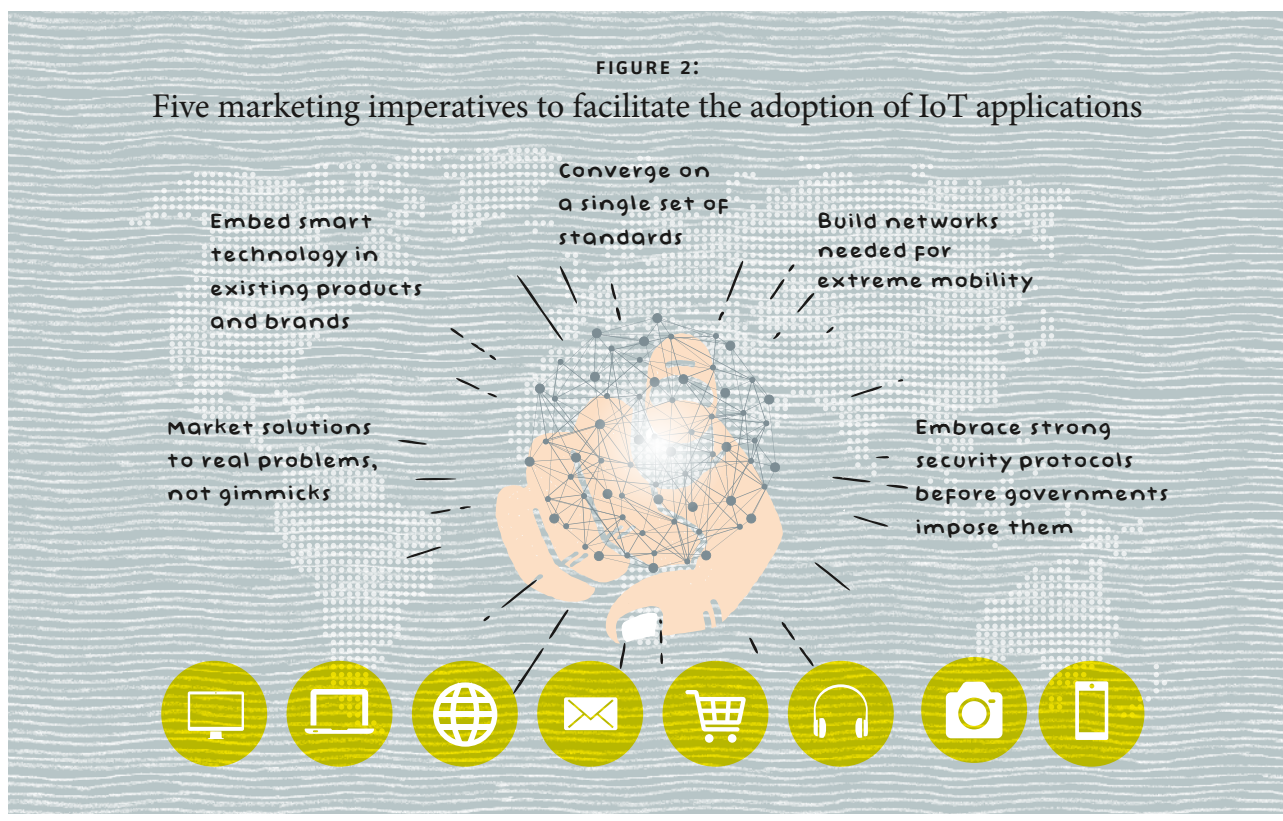 FIGURE 2:
Five marketing imperatives to facilitate the adoption of IoT applications
Converge on
a single set of
standards
Embed smart
technology in
existing products
and brands
Build networks
needed for
extreme mobility
Market solutions
to real problems,
not gimmicks
Embrace strong
security protocols
before governments
impose them